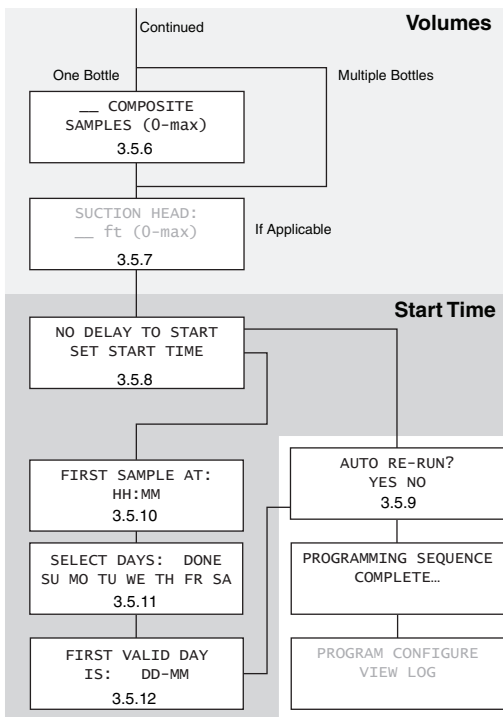 Continued
Volumes
One Bottle
Multiple Bottles
__ COMPOSITE
SAMPLES (0-max)
3.5.6
SUCTION HEAD:
__ ft (0-max)
3.5.7
If Applicable
Start Time
NO DELAY TO START
SET START TIME
3.5.8
FIRST SAMPLE AT:
HH:MM
3.5.10
SELECT DAYS: DONE
SU MO TU WE TH FR SA
3.5.11
FIRST VALID DAY
IS: DD-MM
3.5.12
AUTO RE-RUN?
YES NO
3.5.9
PROGRAMMING SEQUENCE
COMPLETE…
PROGRAM CONFIGURE
VIEW LOG